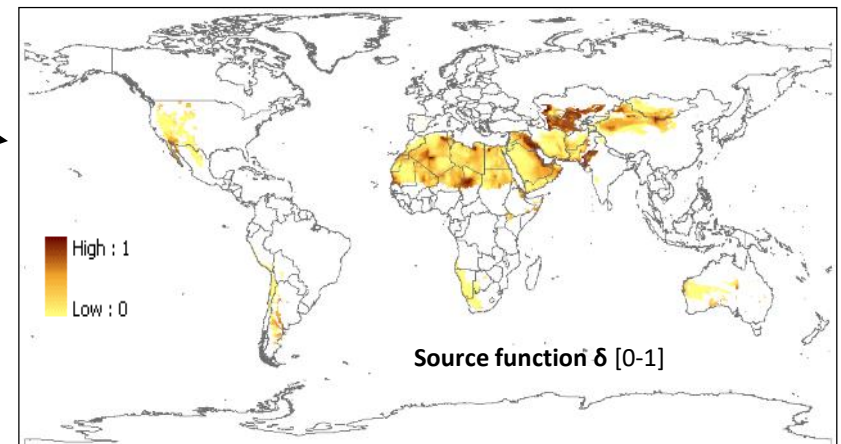 High : 1
Low : 0
Source function δ [0-1]